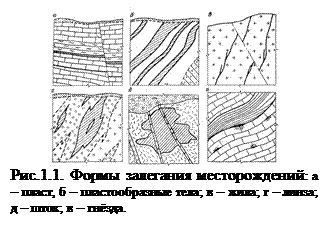 а б в
г д е
Рис.1.1. Формы залегания месторождений: а
– пласт, б – пластообразные тела; в – жила; г – линза;
д – шток; в – гнёзда.